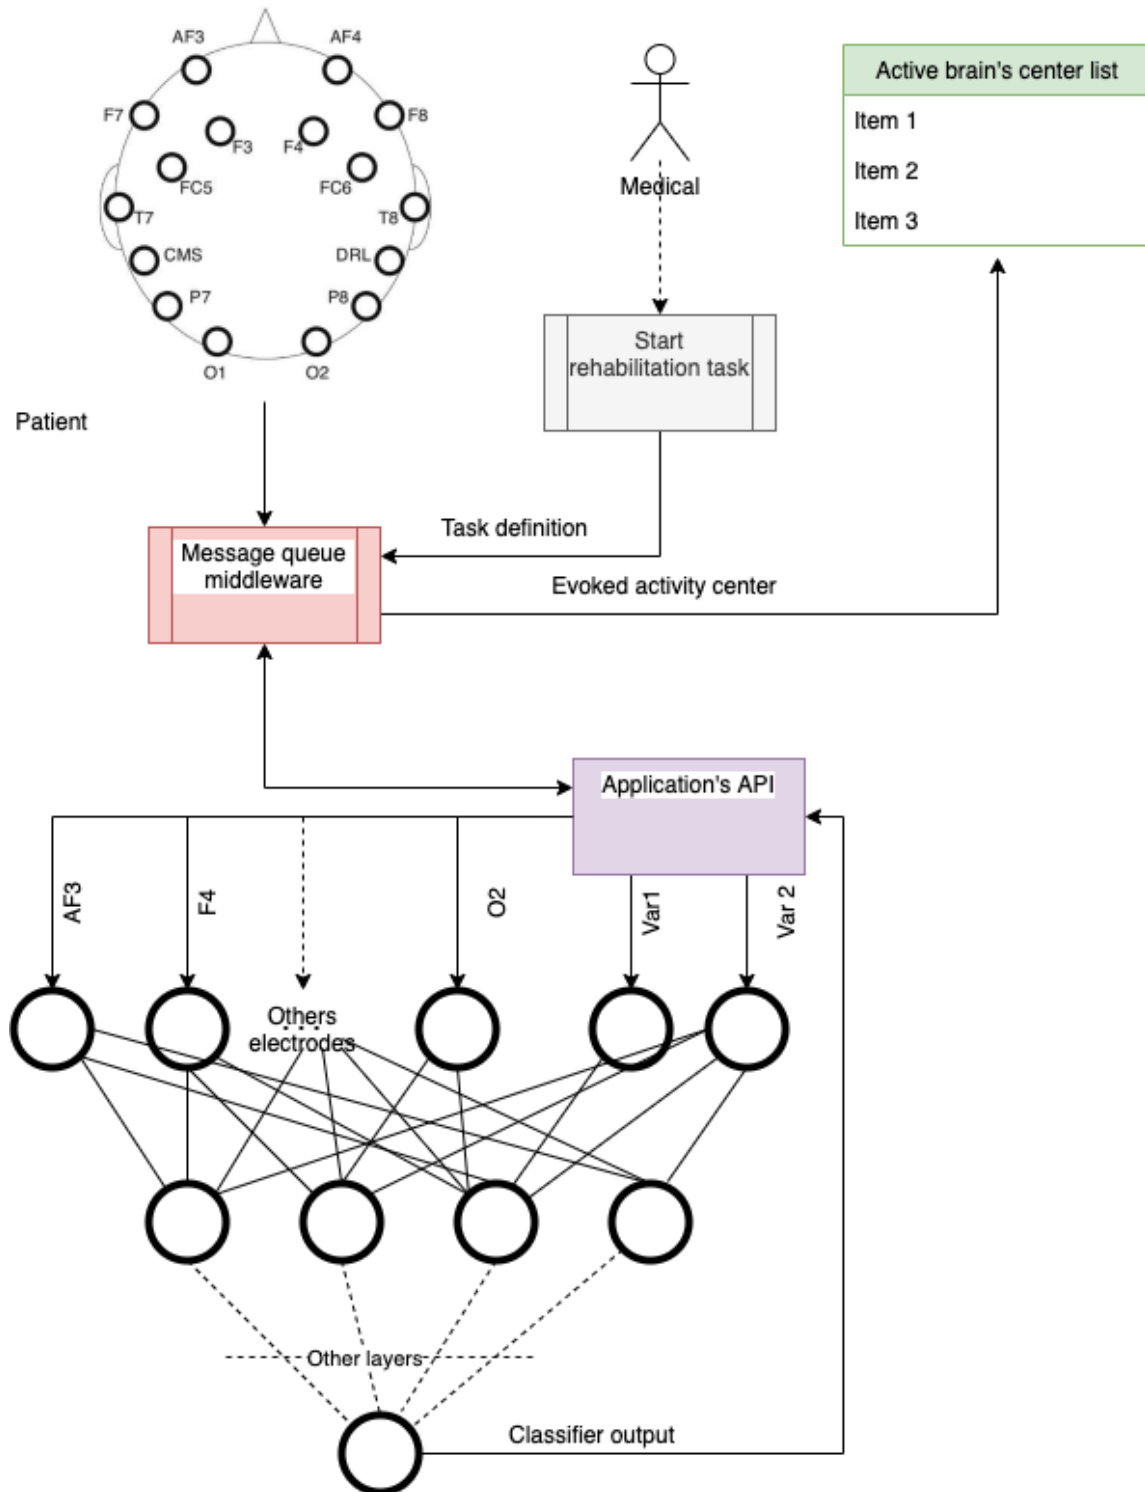 AF3
AF4
F7
F8
F3
F4
FC5
FC6
T7
T8
CMS
DRL
P7
P8
O1
O2
Patient
Medical
Active brain's center list
Item 1
Item 2
Item 3
Start
rehabilitation task
Task definition
Message queue
middleware
Evoked activity center
Application's API
AF3
F4
O2
Var1
Var 2
Others
...
electrodes
Other layers
Classifier output